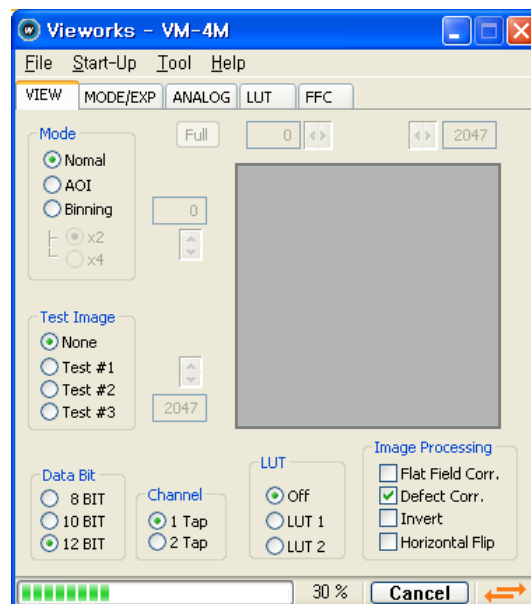 Vieworks - VM-4M
File Start-Up Tool Help
VIEW MODE/EXP ANALOG LUT FFC
Mode
Nomal
AOI
Binning
x2
x4
Full 0 2047
0
Test Image
None
Test #1
Test #2
Test #3
2047
Data Bit
8 BIT
10 BIT
12 BIT
Channel
1 Tap
2 Tap
LUT
Off
LUT 1
LUT 2
Image Processing
Flat Field Corr.
Defect Corr.
Invert
Horizontal Flip
30 % Cancel